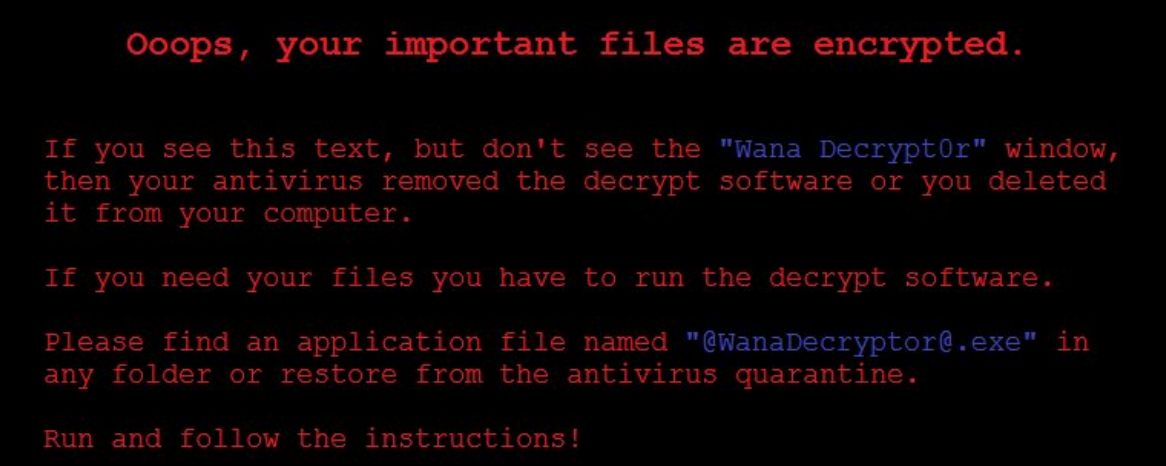 Ooops, your important files are encrypted.
If you see this text, but don't see the "Wana Decrypt0r" window,
then your antivirus removed the decrypt software or you deleted
it from your computer.
If you need your files you have to run the decrypt software.
Please find an application file named "@WanaDecryptor@.exe" in
any folder or restore from the antivirus quarantine.
Run and follow the instructions!